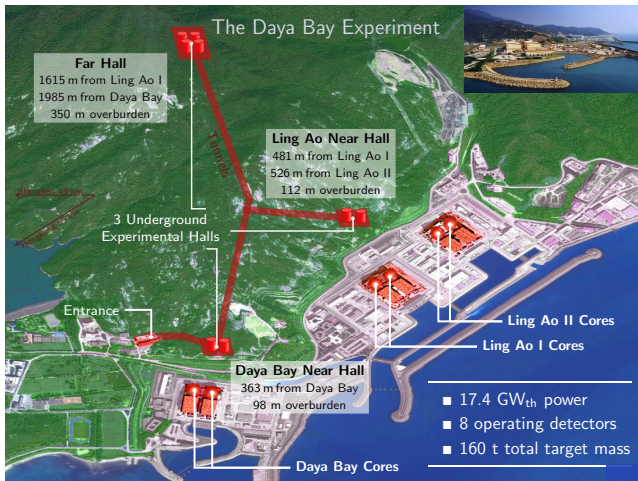 The Daya Bay Experiment
Far Hall
1615 m from Ling Ao I
1985 m from Daya Bay
350 m overburden
Tunnels
Ling Ao Near Hall
481 m from Ling Ao I
526 m from Ling Ao II
112 m overburden
3 Underground
Experimental Halls
Entrance
Ling Ao II Cores
Ling Ao I Cores
Daya Bay Near Hall
363 m from Daya Bay
98 m overburden
■ 17.4 GWth power
■ 8 operating detectors
■ 160 t total target mass
Daya Bay Cores